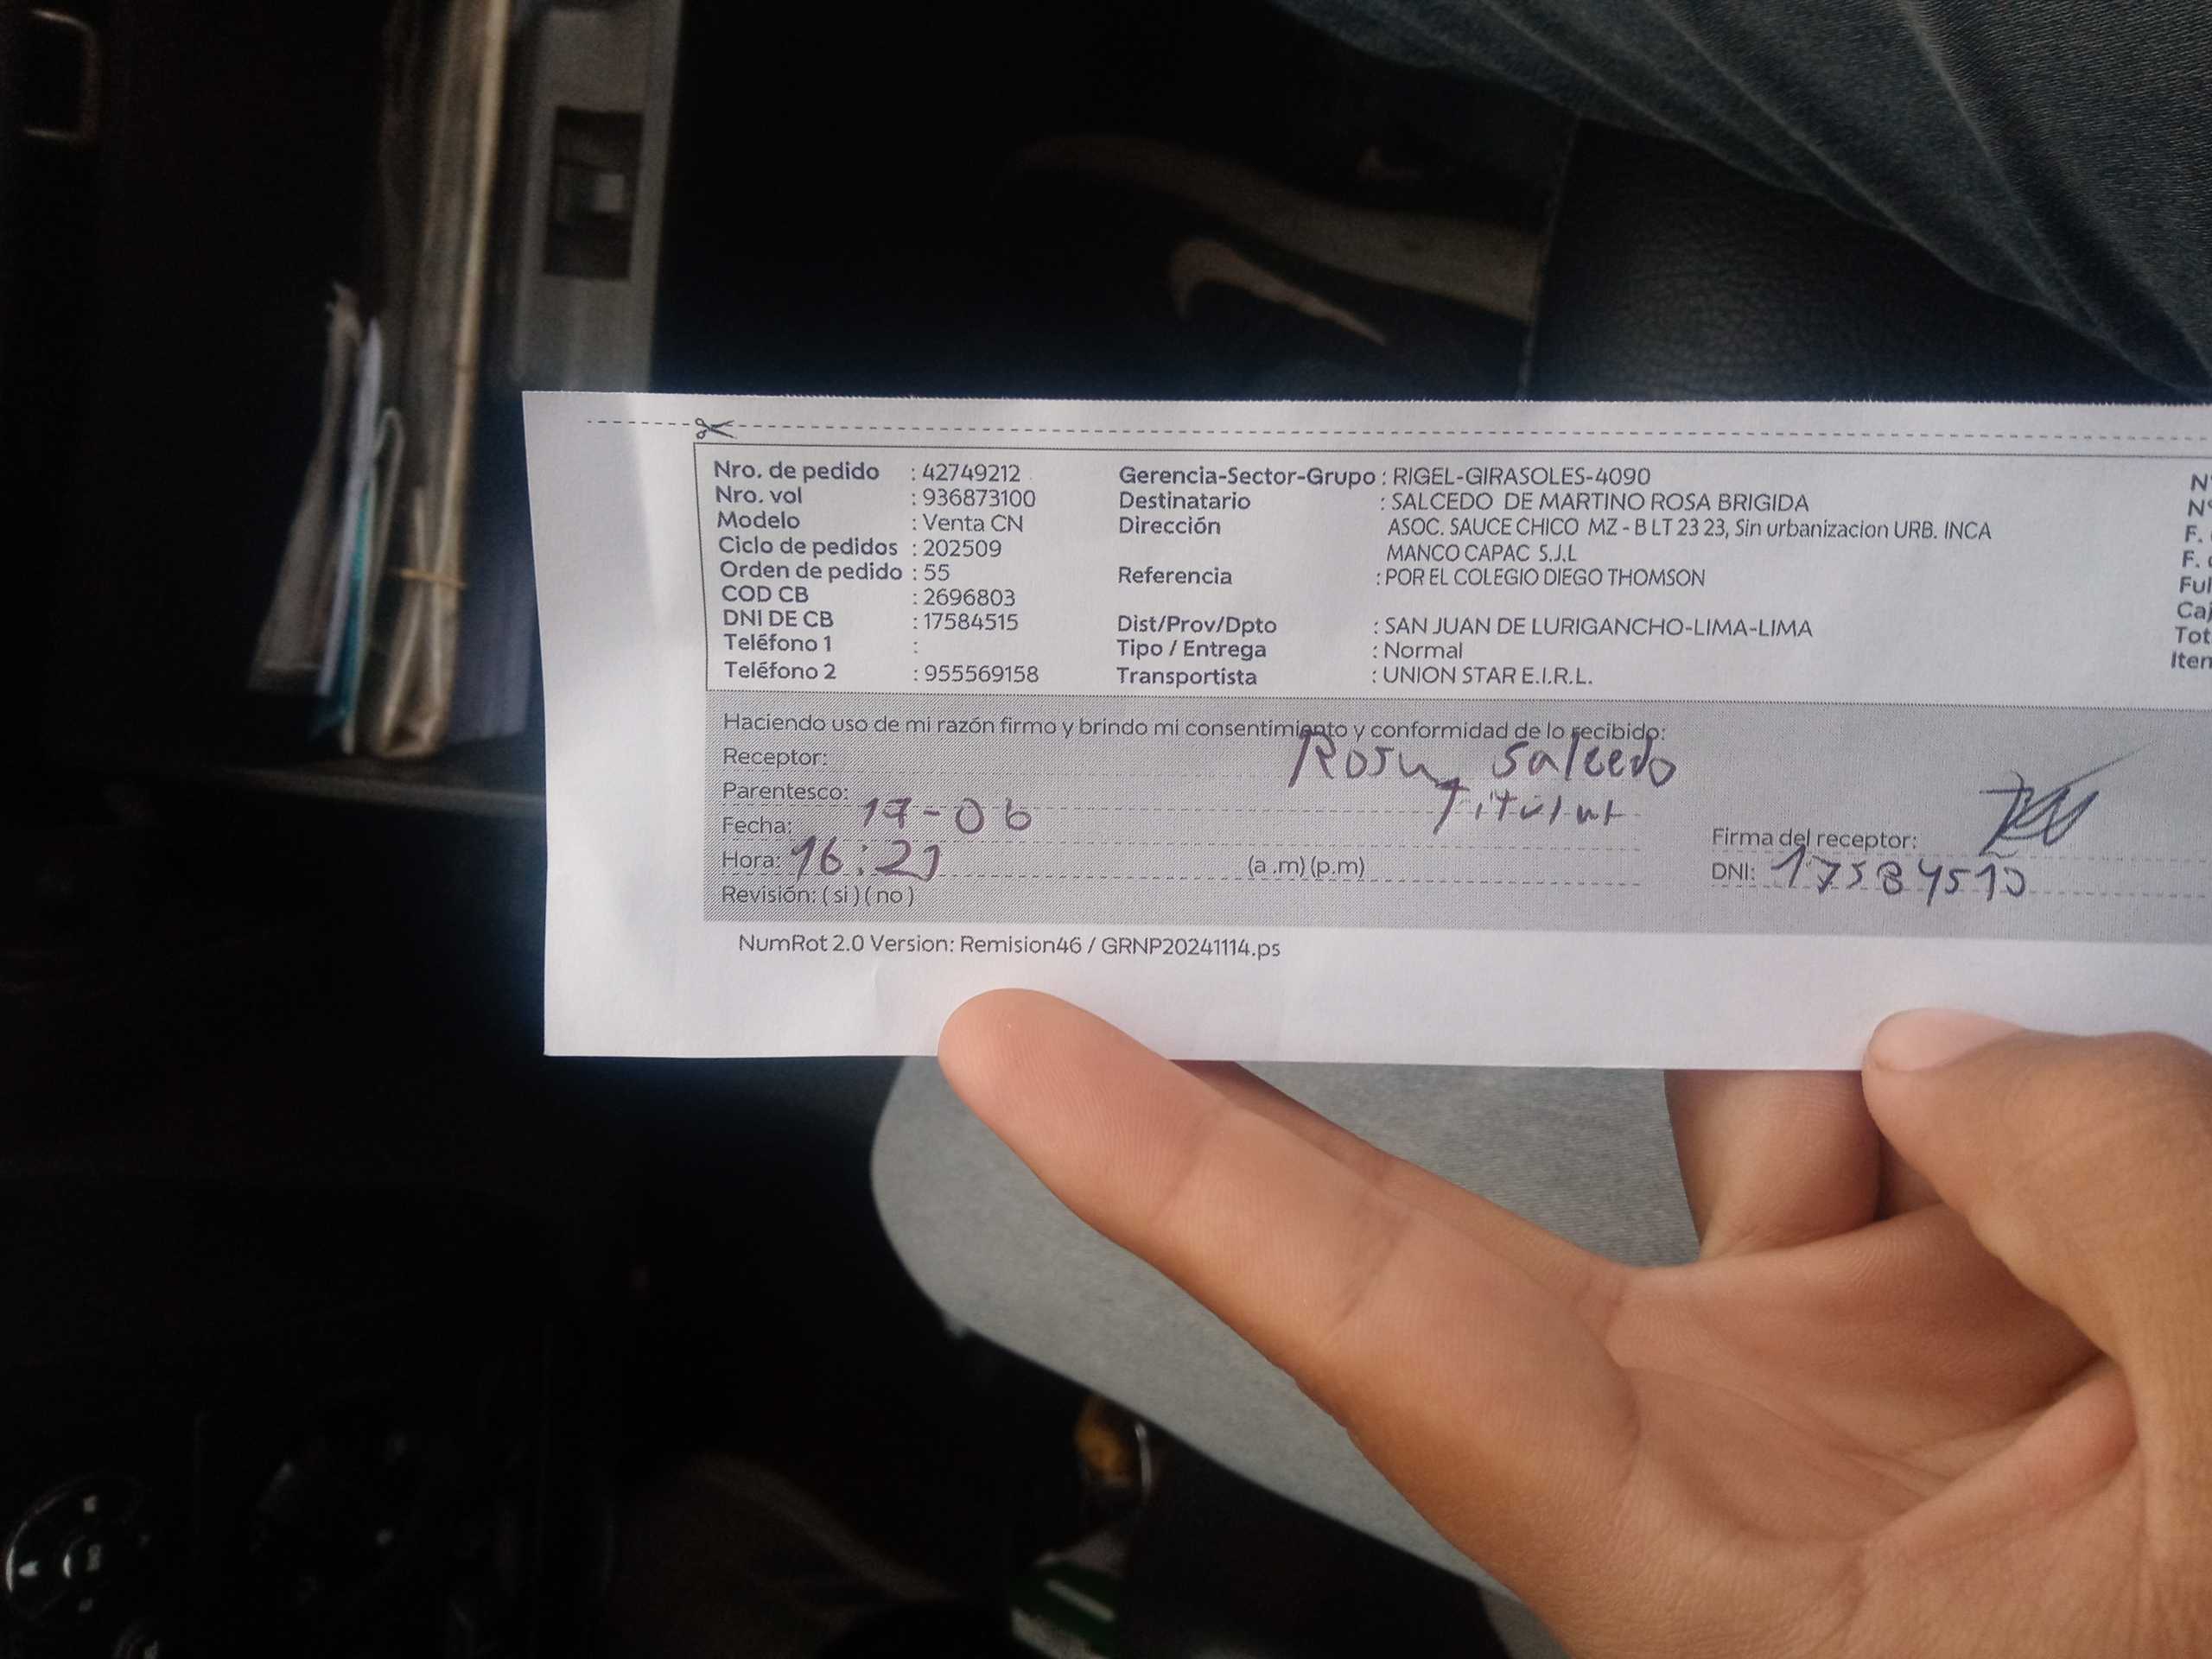 Nro. de pedido : 42749212
Nro. vol : 936873100
Modelo : Venta CN
Ciclo de pedidos : 202509
Orden de pedido : 55
COD CB : 2696803
DNI DE CB : 17584515
Teléfono 1 :
Teléfono 2 : 955569158
Gerencia-Sector-Grupo : RIGEL-GIRASOLES-4090
Destinatario : SALCEDO DE MARTINO ROSA BRIGIDA
Dirección ASOC. SAUCE CHICO MZ - B LT 23 23, Sin urbanizacion URB. INCA
MANCO CAPAC S.J.L
Referencia : POR EL COLEGIO DIEGO THOMSON
Dist/Prov/Dpto : SAN JUAN DE LURIGANCHO-LIMA-LIMA
Tipo / Entrega : Normal
Transportista : UNION STAR E.I.R.L.
N°
N°
F.
F.
Ful
Caj
Tot
Iten
Haciendo uso de mi razón firmo y brindo mi consentimiento y conformidad de lo recibido:
Receptor: Rosa Salcedo
Parentesco: Titular
Fecha: 19-06
Hora: 16:21 (a .m) (p.m)
Revisión: ( si ) ( no )
Firma del receptor:
DNI: 17584515
NumRot 2.0 Version: Remision46 / GRNP20241114.ps